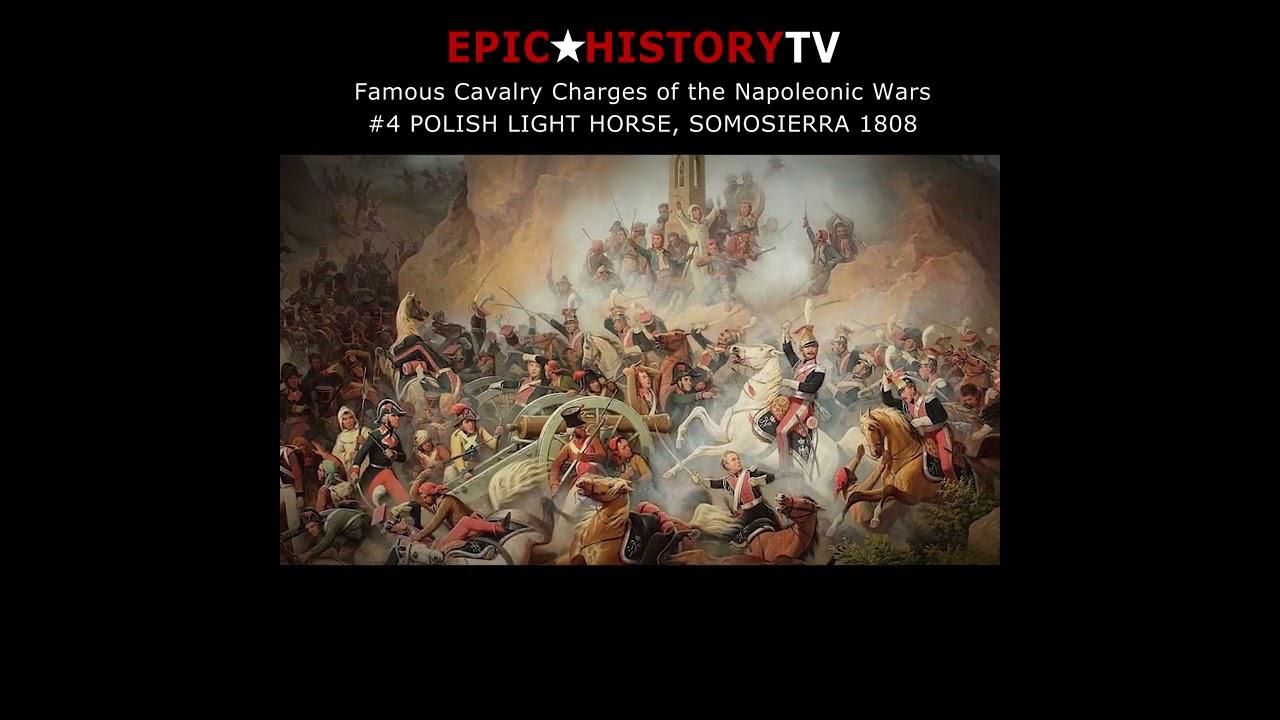 EPIC★HISTORYTV
Famous Cavalry Charges of the Napoleonic Wars
#4 POLISH LIGHT HORSE, SOMOSIERRA 1808